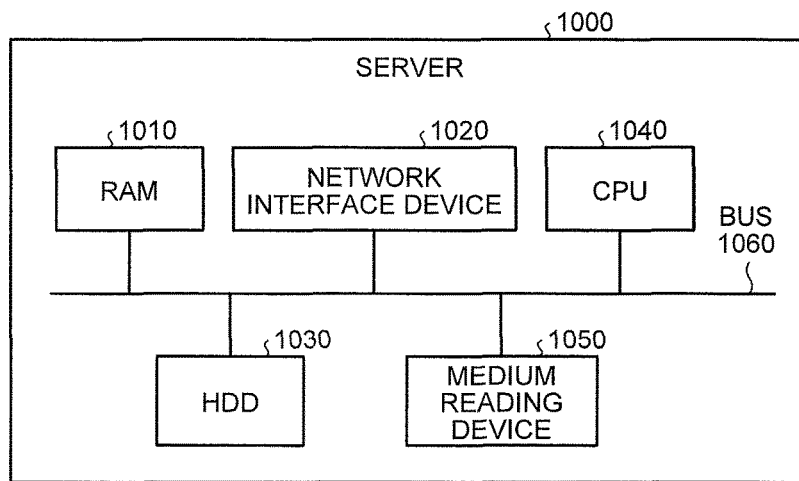 1000
SERVER
1010
RAM
1020
NETWORK
INTERFACE DEVICE
1040
CPU
BUS
1060
1030
HDD
1050
MEDIUM
READING
DEVICE